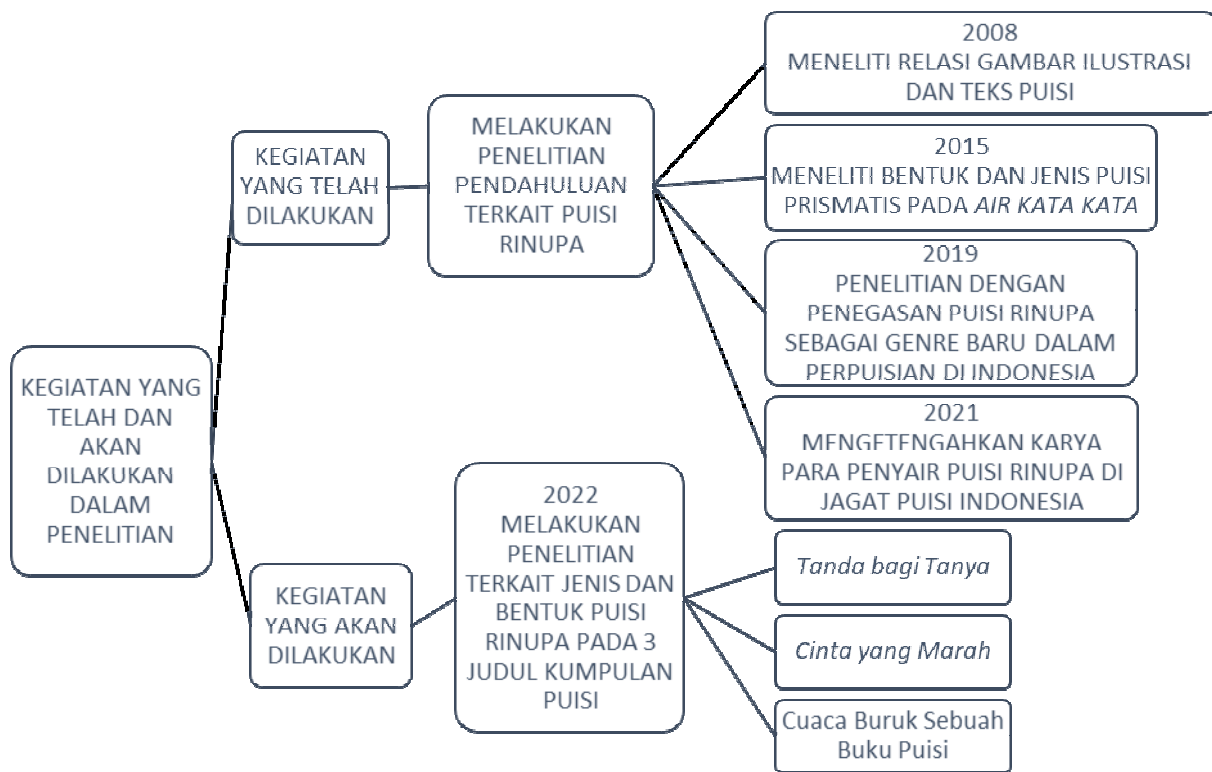 KEGIATAN YANG
TELAH DAN
AKAN
DILAKUKAN
DALAM
PENELITIAN
KEGIATAN
YANG TELAH
DILAKUKAN
MELAKUKAN
PENELITIAN
PENDAHULUAN
TERKAIT PUISI
RINUPA
2008
MENELITI RELASI GAMBAR ILUSTRASI
DAN TEKS PUISI
2015
MENELITI BENTUK DAN JENIS PUISI
PRISMATIS PADA AIR KATA KATA
2019
PENELITIAN DENGAN
PENEGASAN PUISI RINUPA
SEBAGAI GENRE BARU DALAM
PERPUISIAN DI INDONESIA
2021
MENGETENGAHKAN KARYA
PARA PENYAIR PUISI RINUPA DI
JAGAT PUISI INDONESIA
KEGIATAN
YANG AKAN
DILAKUKAN
2022
MELAKUKAN
PENELITIAN
TERKAIT JENIS DAN
BENTUK PUISI
RINUPA PADA 3
JUDUL KUMPULAN
PUISI
Tanda bagi Tanya
Cinta yang Marah
Cuaca Buruk Sebuah
Buku Puisi